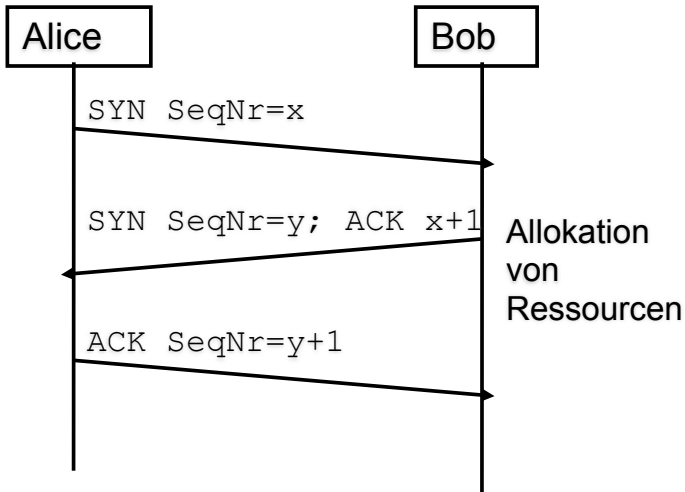 Alice
Bob
SYN SeqNr=x
SYN SeqNr=y; ACK x+1
Allokation
von
Ressourcen
ACK SeqNr=y+1